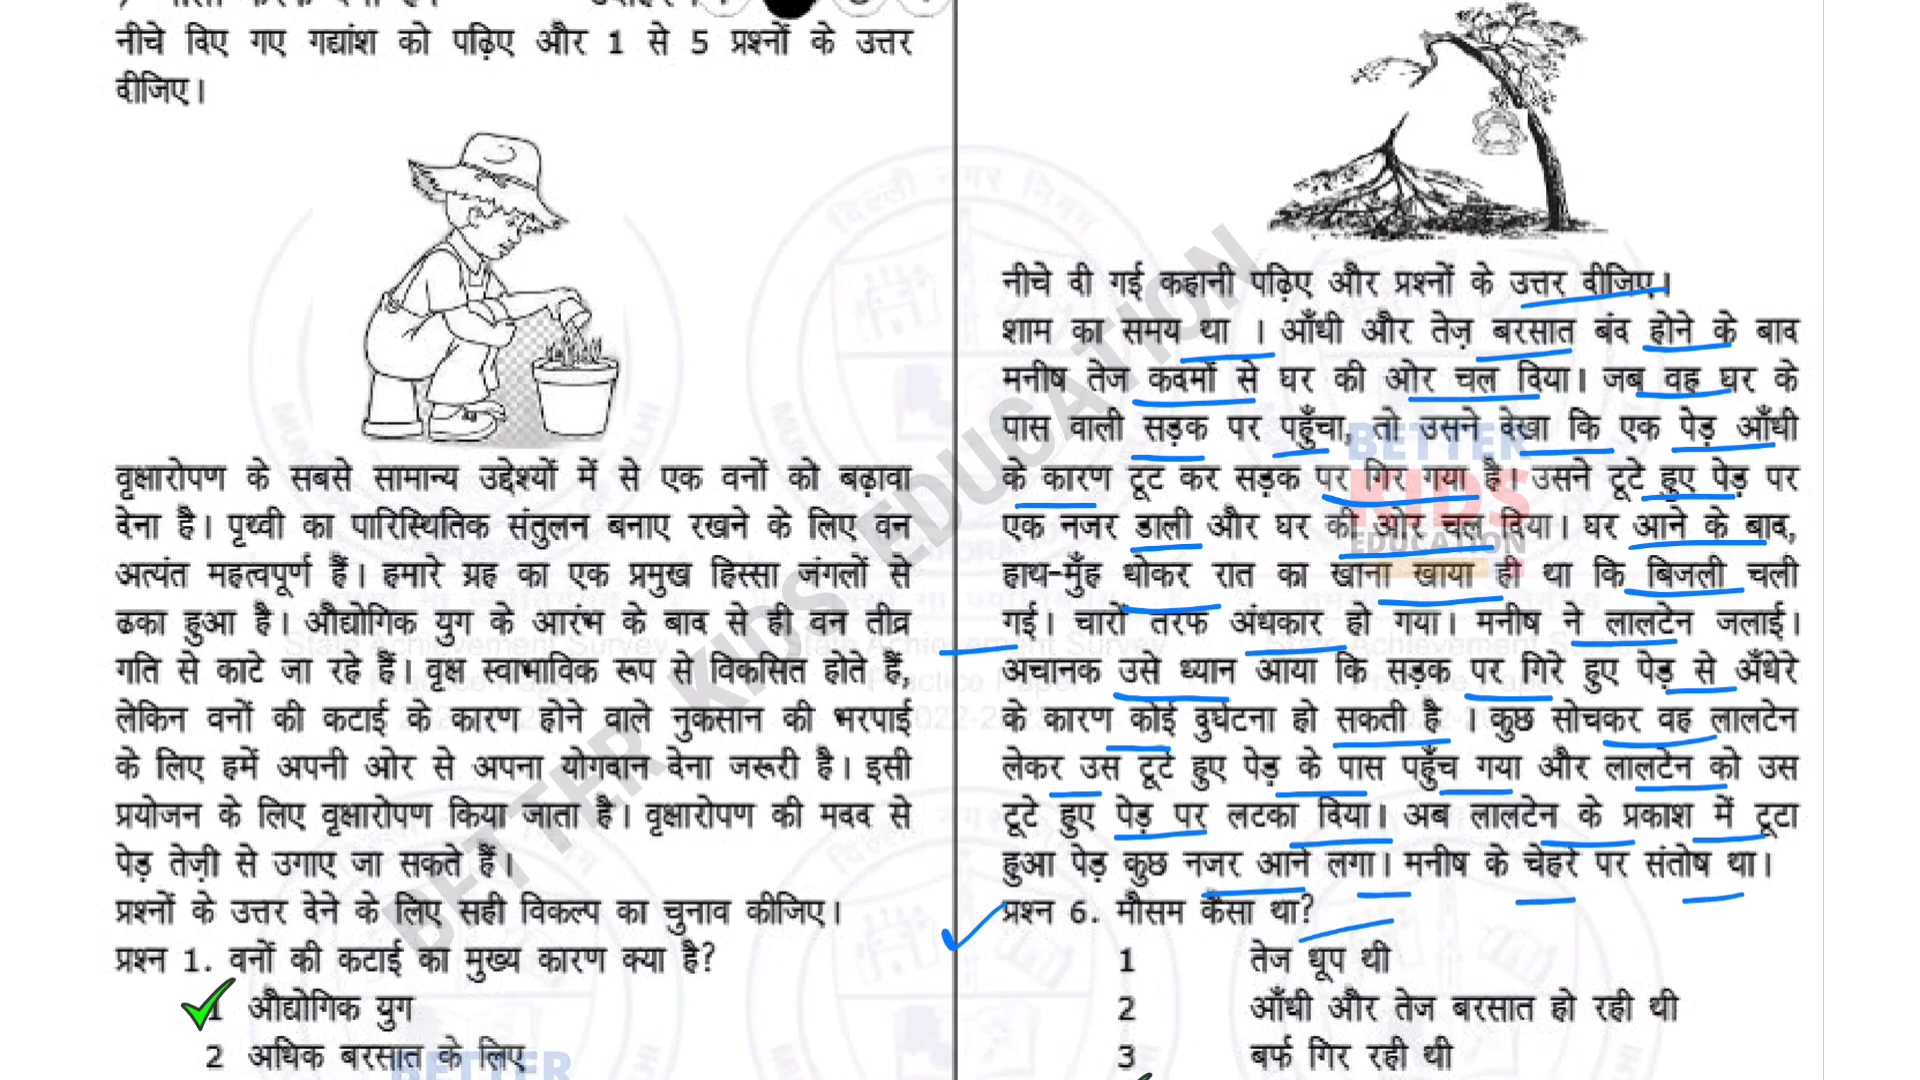 नीचे दिए गए गद्यांश को पढ़िए और 1 से 5 प्रश्नों के उत्तर
दीजिए।
वृक्षारोपण के सबसे सामान्य उद्देश्यों में से एक वनों को बढ़ावा
देना है। पृथ्वी का पारिस्थितिक संतुलन बनाए रखने के लिए वन
अत्यंत महत्वपूर्ण हैं। हमारे ग्रह का एक प्रमुख हिस्सा जंगलों से
ढका हुआ है। औद्योगिक युग के आरंभ के बाद से ही वन तीव्र
गति से काटे जा रहे हैं। वृक्ष स्वाभाविक रूप से विकसित होते हैं,
लेकिन वनों की कटाई के कारण होने वाले नुकसान की भरपाई
के लिए हमें अपनी ओर से अपना योगदान देना जरूरी है। इसी
प्रयोजन के लिए वृक्षारोपण किया जाता है। वृक्षारोपण की मदद से
पेड़ तेज़ी से उगाए जा सकते हैं।
प्रश्नों के उत्तर देने के लिए सही विकल्प का चुनाव कीजिए।
प्रश्न 1. वनों की कटाई का मुख्य कारण क्या है?
1 औद्योगिक युग
2 अधिक बरसात के लिए
नीचे दी गई कहानी पढ़िए और प्रश्नों के उत्तर दीजिए।
शाम का समय था । आँधी और तेज़ बरसात बंद होने के बाद
मनीष तेज कदमों से घर की ओर चल दिया। जब वह घर के
पास वाली सड़क पर पहुँचा, तो उसने देखा कि एक पेड़ आँधी
के कारण टूट कर सड़क पर गिर गया है। उसने टूटे हुए पेड़ पर
एक नजर डाली और घर की ओर चल दिया। घर आने के बाद,
हाथ-मुँह धोकर रात का खाना खाया ही था कि बिजली चली
गई। चारों तरफ अंधकार हो गया। मनीष ने लालटेन जलाई।
अचानक उसे ध्यान आया कि सड़क पर गिरे हुए पेड़ से अँधेरे
के कारण कोई दुर्घटना हो सकती है । कुछ सोचकर वह लालटेन
लेकर उस टूटे हुए पेड़ के पास पहुँच गया और लालटेन को उस
टूटे हुए पेड़ पर लटका दिया। अब लालटेन के प्रकाश में टूटा
हुआ पेड़ कुछ नजर आने लगा। मनीष के चेहरे पर संतोष था।
प्रश्न 6. मौसम कैसा था?
1 तेज धूप थी
2 आँधी और तेज बरसात हो रही थी
3 बर्फ गिर रही थी
BETTER KIDS EDUCATION
BETTER
KIDS
EDUCATION
BETTER